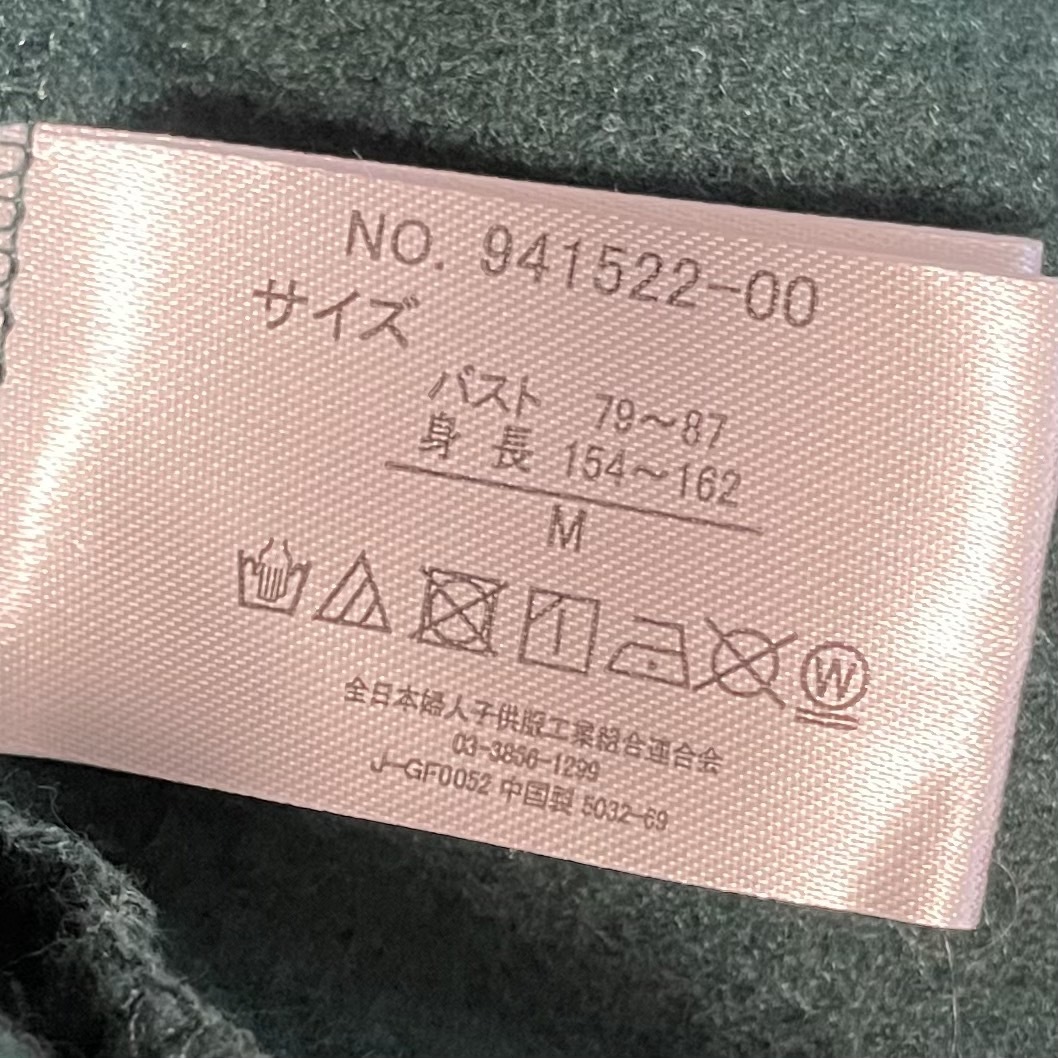 NO. 941522-00
サイズ
バスト 79～87
身 長 154～162
M
W
全日本婦人子供服工業組合連合会
03-3856-1299
J-GF0052 中国製 5032-69